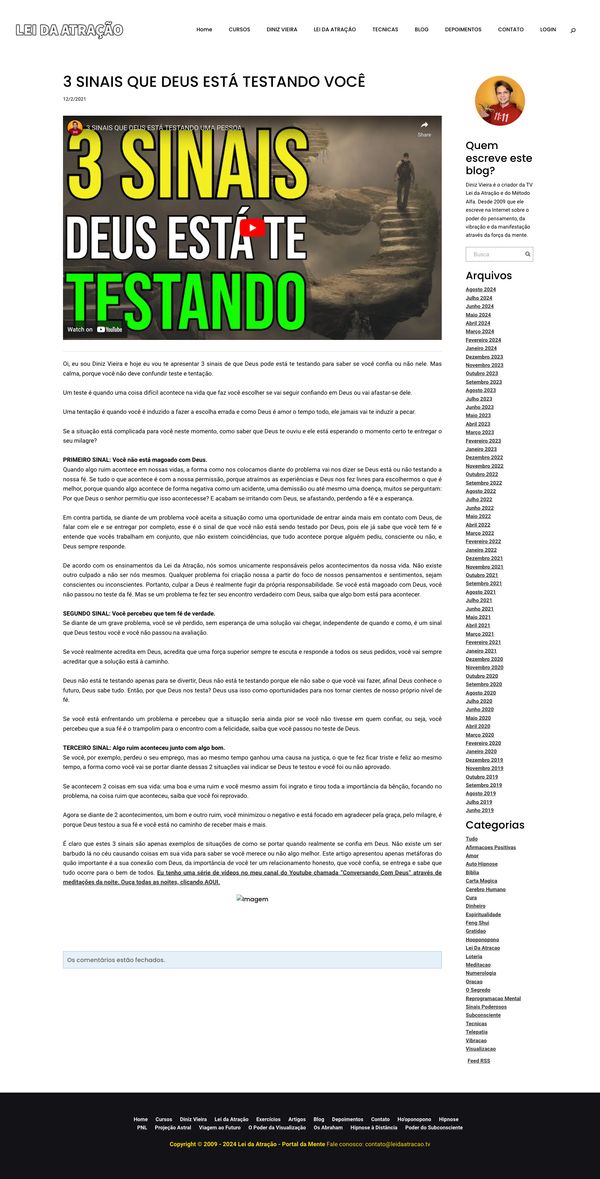 LEI DA ATRAÇÃO
Home CURSOS DINIZ VIEIRA LEI DA ATRAÇÃO TECNICAS BLOG DEPOIMENTOS CONTATO LOGIN
3 SINAIS QUE DEUS ESTÁ TESTANDO VOCÊ
12/2/2021
3 SINAIS QUE DEUS ESTÁ TESTANDO UMA PESSOA
Share
3 SINAIS
DEUS ESTÁ TE
TESTANDO
Watch on YouTube
Oi, eu sou Diniz Vieira e hoje eu vou te apresentar 3 sinais de que Deus pode está te testando para saber se você confia ou não nele. Mas
calma, porque você não deve confundir teste e tentação.
Um teste é quando uma coisa difícil acontece na vida que faz você escolher se vai seguir confiando em Deus ou vai afastar-se dele.
Uma tentação é quando você é induzido a fazer a escolha errada e como Deus é amor o tempo todo, ele jamais vai te induzir a pecar.
Se a situação está complicada para você neste momento, como saber que Deus te ouviu e ele está esperando o momento certo te entregar o
seu milagre?
PRIMEIRO SINAL: Você não está magoado com Deus.
Quando algo ruim acontece em nossas vidas, a forma como nos colocamos diante do problema vai nos dizer se Deus está ou não testando a
nossa fé. Se tudo o que acontece é com a nossa permissão, porque atraímos as experiências e Deus nos fez livres para escolhermos o que é
melhor, porque quando algo acontece de forma negativa como um acidente, uma demissão ou até mesmo uma doença, muitos se perguntam:
Por que Deus o senhor permitiu que isso acontecesse? E acabam se irritando com Deus, se afastando, perdendo a fé e a esperança.
Em contra partida, se diante de um problema você aceita a situação como uma oportunidade de entrar ainda mais em contato com Deus, de
falar com ele e se entregar por completo, esse é o sinal de que você não está sendo testado por Deus, pois ele já sabe que você tem fé e
entende que vocês trabalham em conjunto, que não existem coincidências, que tudo acontece porque alguém pediu, consciente ou não, e
Deus sempre responde.
De acordo com os ensinamentos da Lei da Atração, nós somos unicamente responsáveis pelos acontecimentos da nossa vida. Não existe
outro culpado a não ser nós mesmos. Qualquer problema foi criação nossa a partir do foco de nossos pensamentos e sentimentos, sejam
conscientes ou inconscientes. Portanto, culpar a Deus é realmente fugir da própria responsabilidade. Se você está magoado com Deus, você
não passou no teste da fé. Mas se um problema te fez ter seu encontro verdadeiro com Deus, saiba que algo bom está para acontecer.
SEGUNDO SINAL: Você percebeu que tem fé de verdade.
Se diante de um grave problema, você se vê perdido, sem esperança de uma solução vai chegar, independente de quando e como, é um sinal
que Deus testou você e você não passou na avaliação.
Se você realmente acredita em Deus, acredita que uma força superior sempre te escuta e responde a todos os seus pedidos, você vai sempre
acreditar que a solução está à caminho.
Deus não está te testando apenas para se divertir, Deus não está te testando porque ele não sabe o que você vai fazer, afinal Deus conhece o
futuro, Deus sabe tudo. Então, por que Deus nos testa? Deus usa isso como oportunidades para nos tornar cientes de nosso próprio nível de
fé.
Se você está enfrentando um problema e percebeu que a situação seria ainda pior se você não tivesse em quem confiar, ou seja, você
percebeu que a sua fé é o trampolim para o encontro com a felicidade, saiba que você passou no teste de Deus.
TERCEIRO SINAL: Algo ruim aconteceu junto com algo bom.
Se você, por exemplo, perdeu o seu emprego, mas ao mesmo tempo ganhou uma causa na justiça, o que te fez ficar triste e feliz ao mesmo
tempo, a forma como você vai se portar diante dessas 2 situações vai indicar se Deus te testou e você foi ou não aprovado.
Se acontecem 2 coisas em sua vida: uma boa e uma ruim e você mesmo assim foi ingrato e tirou toda a importância da bênção, focando no
problema, na coisa ruim que aconteceu, saiba que você foi reprovado.
Agora se diante de 2 acontecimentos, um bom e outro ruim, você minimizou o negativo e está focado em agradecer pela graça, pelo milagre, é
porque Deus testou a sua fé e você está no caminho de receber mais e mais.
É claro que estes 3 sinais são apenas exemplos de situações de como se portar quando realmente se confia em Deus. Não existe um ser
barbudo lá no céu causando coisas em sua vida para saber se você merece ou não algo melhor. Este artigo apresentou apenas metáforas do
quão importante é a sua conexão com Deus, da importância de você ter um relacionamento honesto, que você confia, se entrega e sabe que
tudo ocorre para o bem de todos. Eu tenho uma série de vídeos no meu canal do Youtube chamada "Conversando Com Deus" através de
meditações da noite. Ouça todas as noites, clicando AQUI.
Imagem
Os comentários estão fechados.
11:11
Quem
escreve este
blog?
Diniz Vieira é o criador da TV
Lei da Atração e do Método
Alfa. Desde 2009 que ele
escreve na Internet sobre o
poder do pensamento, da
vibração e da manifestação
através da força da mente.
Busca
Arquivos
Agosto 2024
Julho 2024
Junho 2024
Maio 2024
Abril 2024
Março 2024
Fevereiro 2024
Janeiro 2024
Dezembro 2023
Novembro 2023
Outubro 2023
Setembro 2023
Agosto 2023
Julho 2023
Junho 2023
Maio 2023
Abril 2023
Março 2023
Fevereiro 2023
Janeiro 2023
Dezembro 2022
Novembro 2022
Outubro 2022
Setembro 2022
Agosto 2022
Julho 2022
Junho 2022
Maio 2022
Abril 2022
Março 2022
Fevereiro 2022
Janeiro 2022
Dezembro 2021
Novembro 2021
Outubro 2021
Setembro 2021
Agosto 2021
Julho 2021
Junho 2021
Maio 2021
Abril 2021
Março 2021
Fevereiro 2021
Janeiro 2021
Dezembro 2020
Novembro 2020
Outubro 2020
Setembro 2020
Agosto 2020
Julho 2020
Junho 2020
Maio 2020
Abril 2020
Março 2020
Fevereiro 2020
Janeiro 2020
Dezembro 2019
Novembro 2019
Outubro 2019
Setembro 2019
Agosto 2019
Julho 2019
Junho 2019
Categorias
Tudo
Afirmacoes Positivas
Amor
Auto Hipnose
Bíblia
Carta Magica
Cerebro Humano
Cura
Dinheiro
Espiritualidade
Feng Shui
Gratidao
Hooponopono
Lei Da Atracao
Loteria
Meditacao
Numerologia
Oracao
O Segredo
Reprogramacao Mental
Sinais Poderosos
Subconsciente
Tecnicas
Telepatia
Vibracao
Visualizacao
Feed RSS
Home Cursos Diniz Vieira Lei da Atração Exercícios Artigos Blog Depoimentos Contato Ho'oponopono Hipnose
PNL Projeção Astral Viagem ao Futuro O Poder da Visualização Os Abraham Hipnose à Distância Poder do Subconsciente
Copyright © 2009 - 2024 Lei da Atração - Portal da Mente Fale conosco: contato@leidaatracao.tv